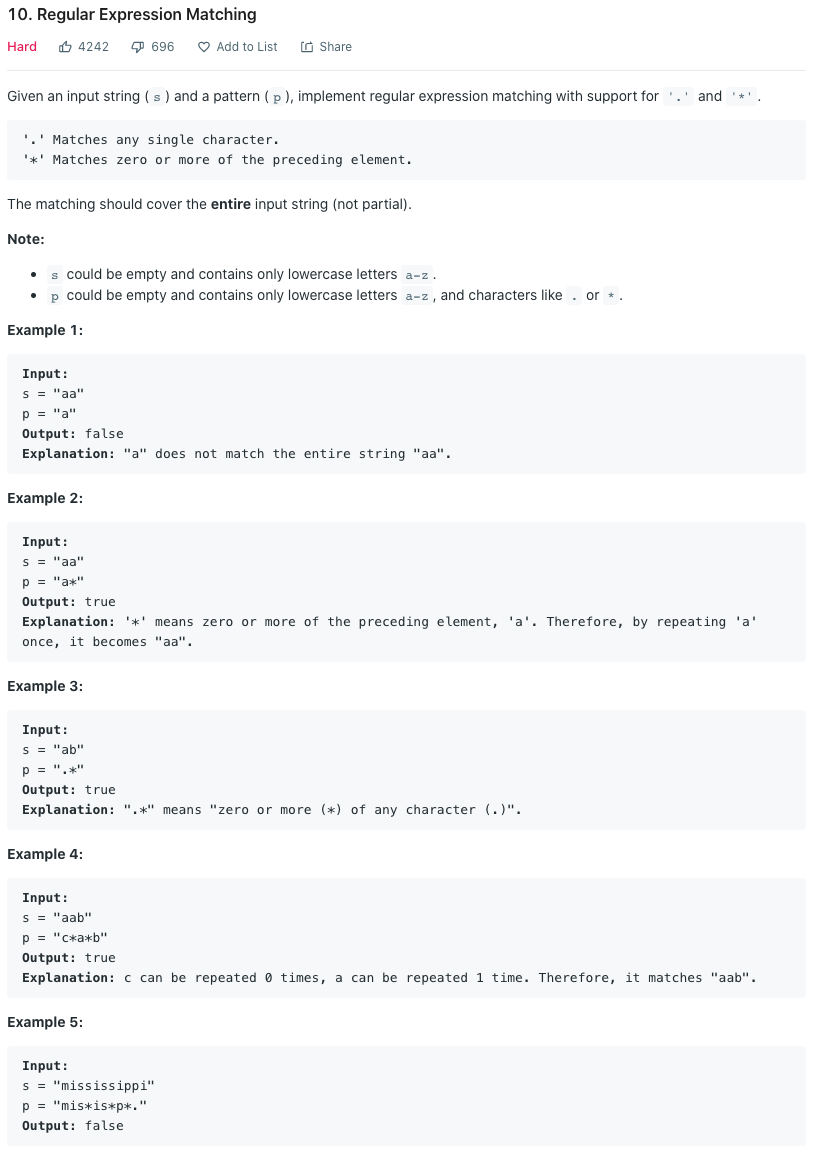 10. Regular Expression Matching
Hard 4242 696 Add to List Share
Given an input string ( s ) and a pattern ( p ), implement regular expression matching with support for '.' and '*' .
'.' Matches any single character.
'*' Matches zero or more of the preceding element.
The matching should cover the entire input string (not partial).
Note:
• s could be empty and contains only lowercase letters a-z .
• p could be empty and contains only lowercase letters a-z , and characters like . or * .
Example 1:
Input:
s = "aa"
p = "a"
Output: false
Explanation: "a" does not match the entire string "aa".
Example 2:
Input:
s = "aa"
p = "a*"
Output: true
Explanation: '*' means zero or more of the preceding element, 'a'. Therefore, by repeating 'a'
once, it becomes "aa".
Example 3:
Input:
s = "ab"
p = ".*"
Output: true
Explanation: ".*" means "zero or more (*) of any character (.)".
Example 4:
Input:
s = "aab"
p = "c*a*b"
Output: true
Explanation: c can be repeated 0 times, a can be repeated 1 time. Therefore, it matches "aab".
Example 5:
Input:
s = "mississippi"
p = "mis*is*p*."
Output: false